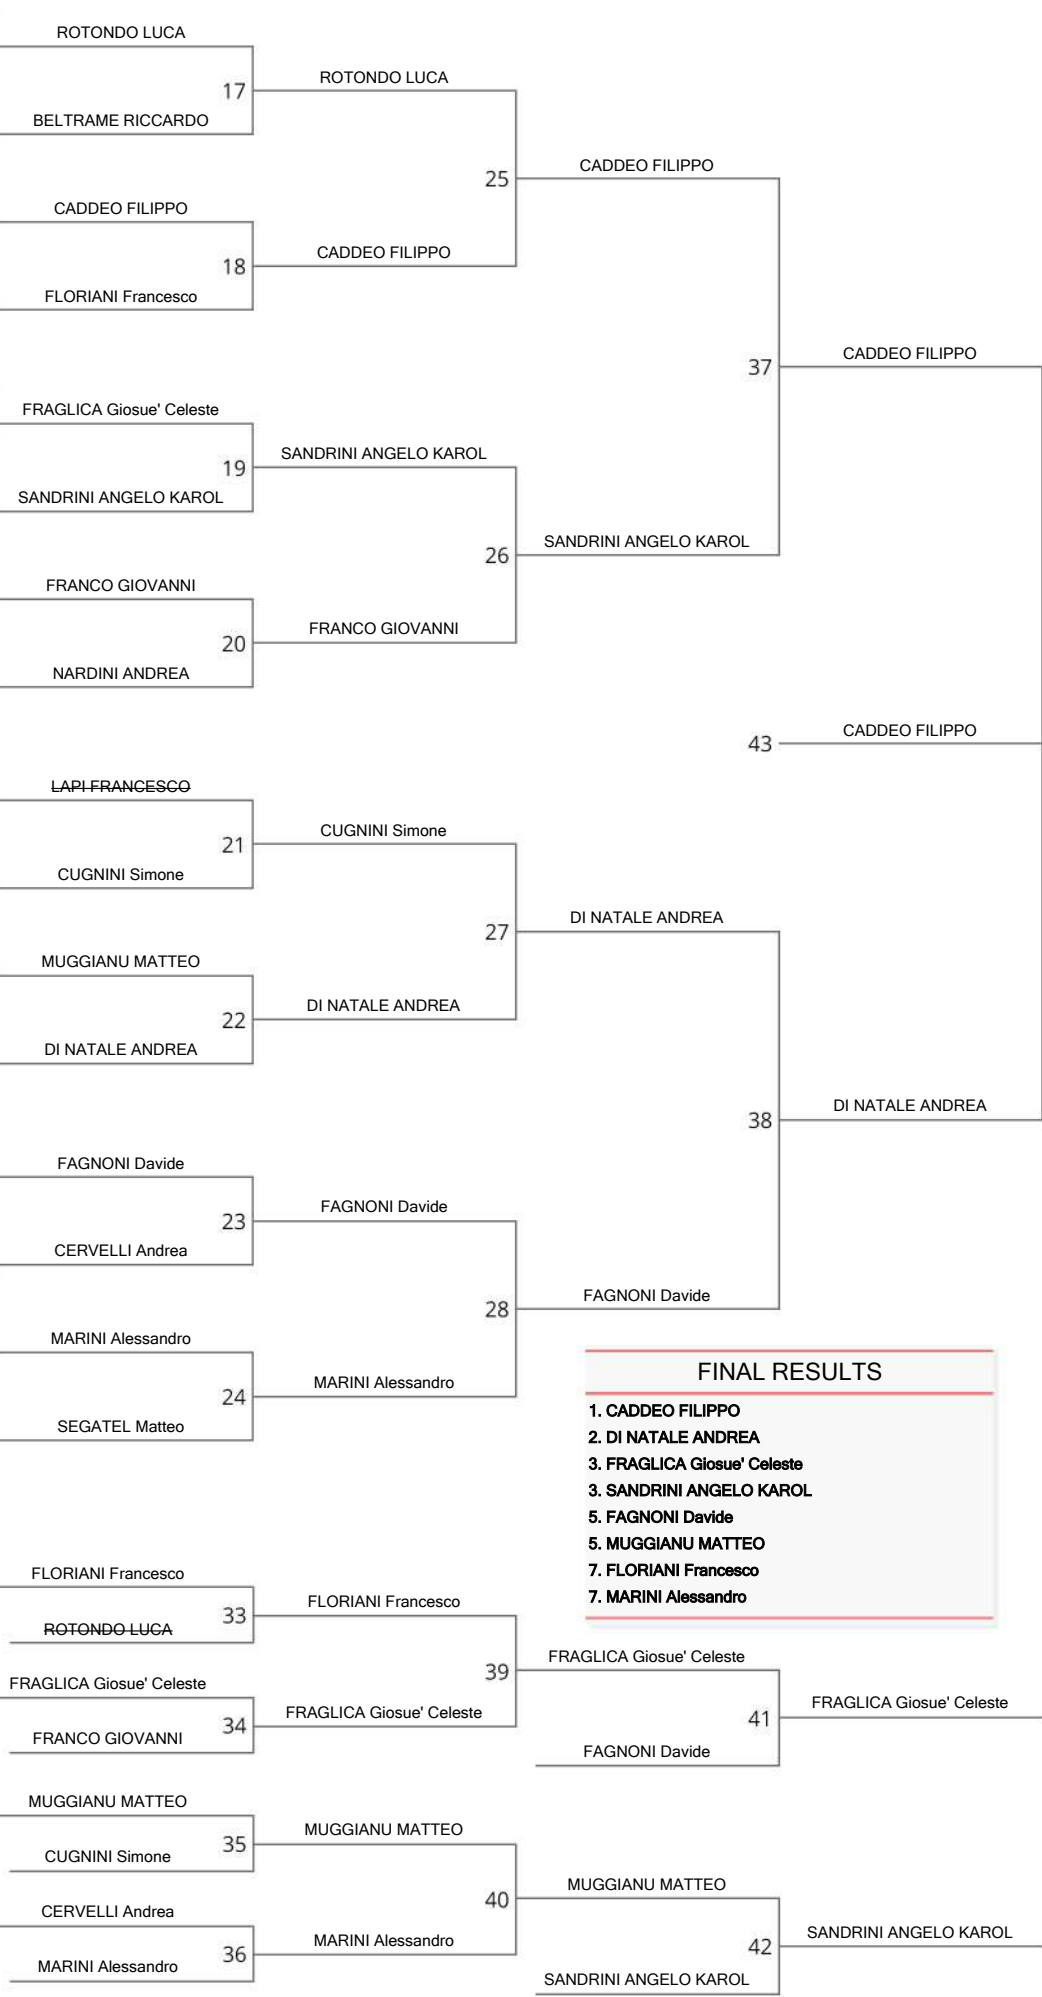 ROTONDO LUCA
17
ROTONDO LUCA
BELTRAME RICCARDO
25
CADDEO FILIPPO
CADDEO FILIPPO
18
CADDEO FILIPPO
FLORIANI Francesco
37
CADDEO FILIPPO
FRAGLICA Giosue' Celeste
19
SANDRINI ANGELO KAROL
SANDRINI ANGELO KAROL
26
SANDRINI ANGELO KAROL
FRANCO GIOVANNI
20
FRANCO GIOVANNI
NARDINI ANDREA
43
CADDEO FILIPPO
LAPI FRANCESCO
21
CUGNINI Simone
CUGNINI Simone
27
DI NATALE ANDREA
MUGGIANU MATTEO
22
DI NATALE ANDREA
DI NATALE ANDREA
38
DI NATALE ANDREA
FAGNONI Davide
23
FAGNONI Davide
CERVELLI Andrea
28
FAGNONI Davide
MARINI Alessandro
24
MARINI Alessandro
SEGATEL Matteo
FINAL RESULTS
1. CADDEO FILIPPO
2. DI NATALE ANDREA
3. FRAGLICA Giosue' Celeste
3. SANDRINI ANGELO KAROL
5. FAGNONI Davide
5. MUGGIANU MATTEO
7. FLORIANI Francesco
7. MARINI Alessandro
FLORIANI Francesco
33
FLORIANI Francesco
ROTONDO LUCA
39
FRAGLICA Giosue' Celeste
FRAGLICA Giosue' Celeste
34
FRAGLICA Giosue' Celeste
FRANCO GIOVANNI
41
FRAGLICA Giosue' Celeste
FAGNONI Davide
MUGGIANU MATTEO
35
MUGGIANU MATTEO
CUGNINI Simone
40
MUGGIANU MATTEO
CERVELLI Andrea
36
MARINI Alessandro
MARINI Alessandro
42
SANDRINI ANGELO KAROL
SANDRINI ANGELO KAROL